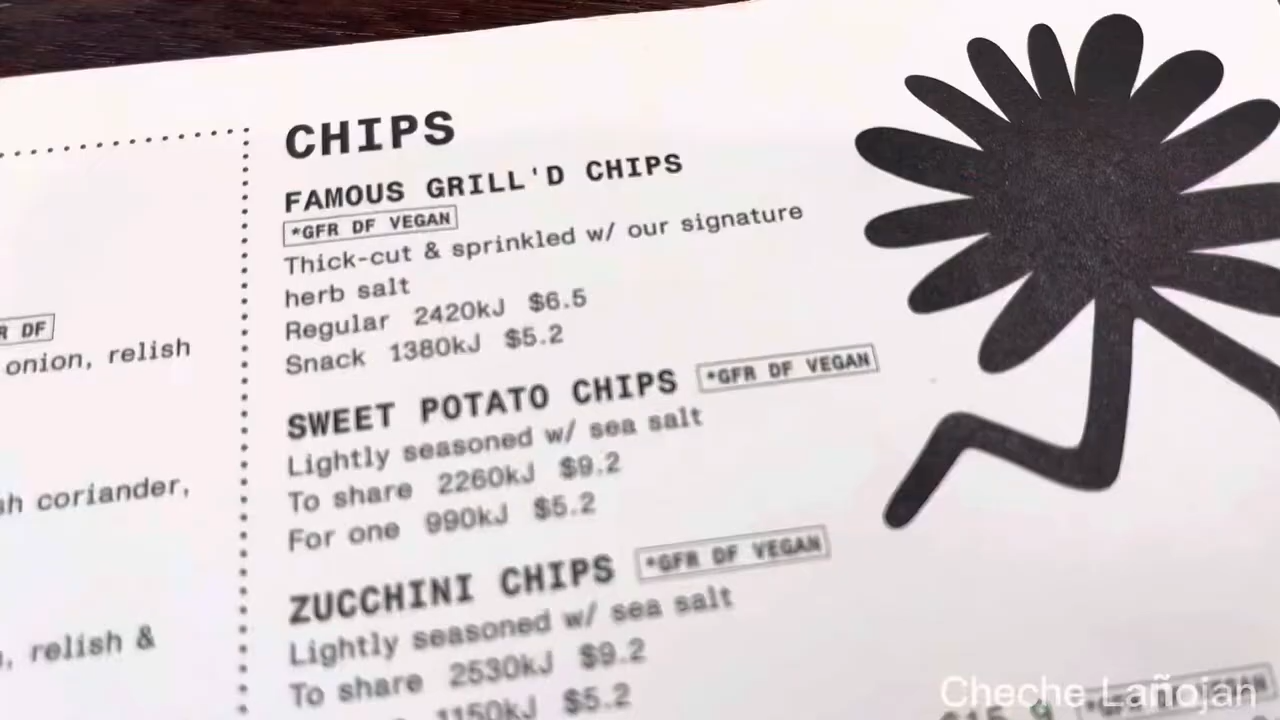 R DF
onion, relish
sh coriander,
relish &
CHIPS
FAMOUS GRILL'D CHIPS
*GFR DF VEGAN
Thick-cut & sprinkled w/ our signature
herb salt
Regular 2420kJ $6.5
Snack 1380kJ $5.2
SWEET POTATO CHIPS *GFR DF VEGAN
Lightly seasoned w/ sea salt
To share 2260kJ $9.2
For one 990kJ $5.2
ZUCCHINI CHIPS *GFR DF VEGAN
Lightly seasoned w/ sea salt
To share 2530kJ $9.2
1150kJ $5.2
Cheche Lañojan